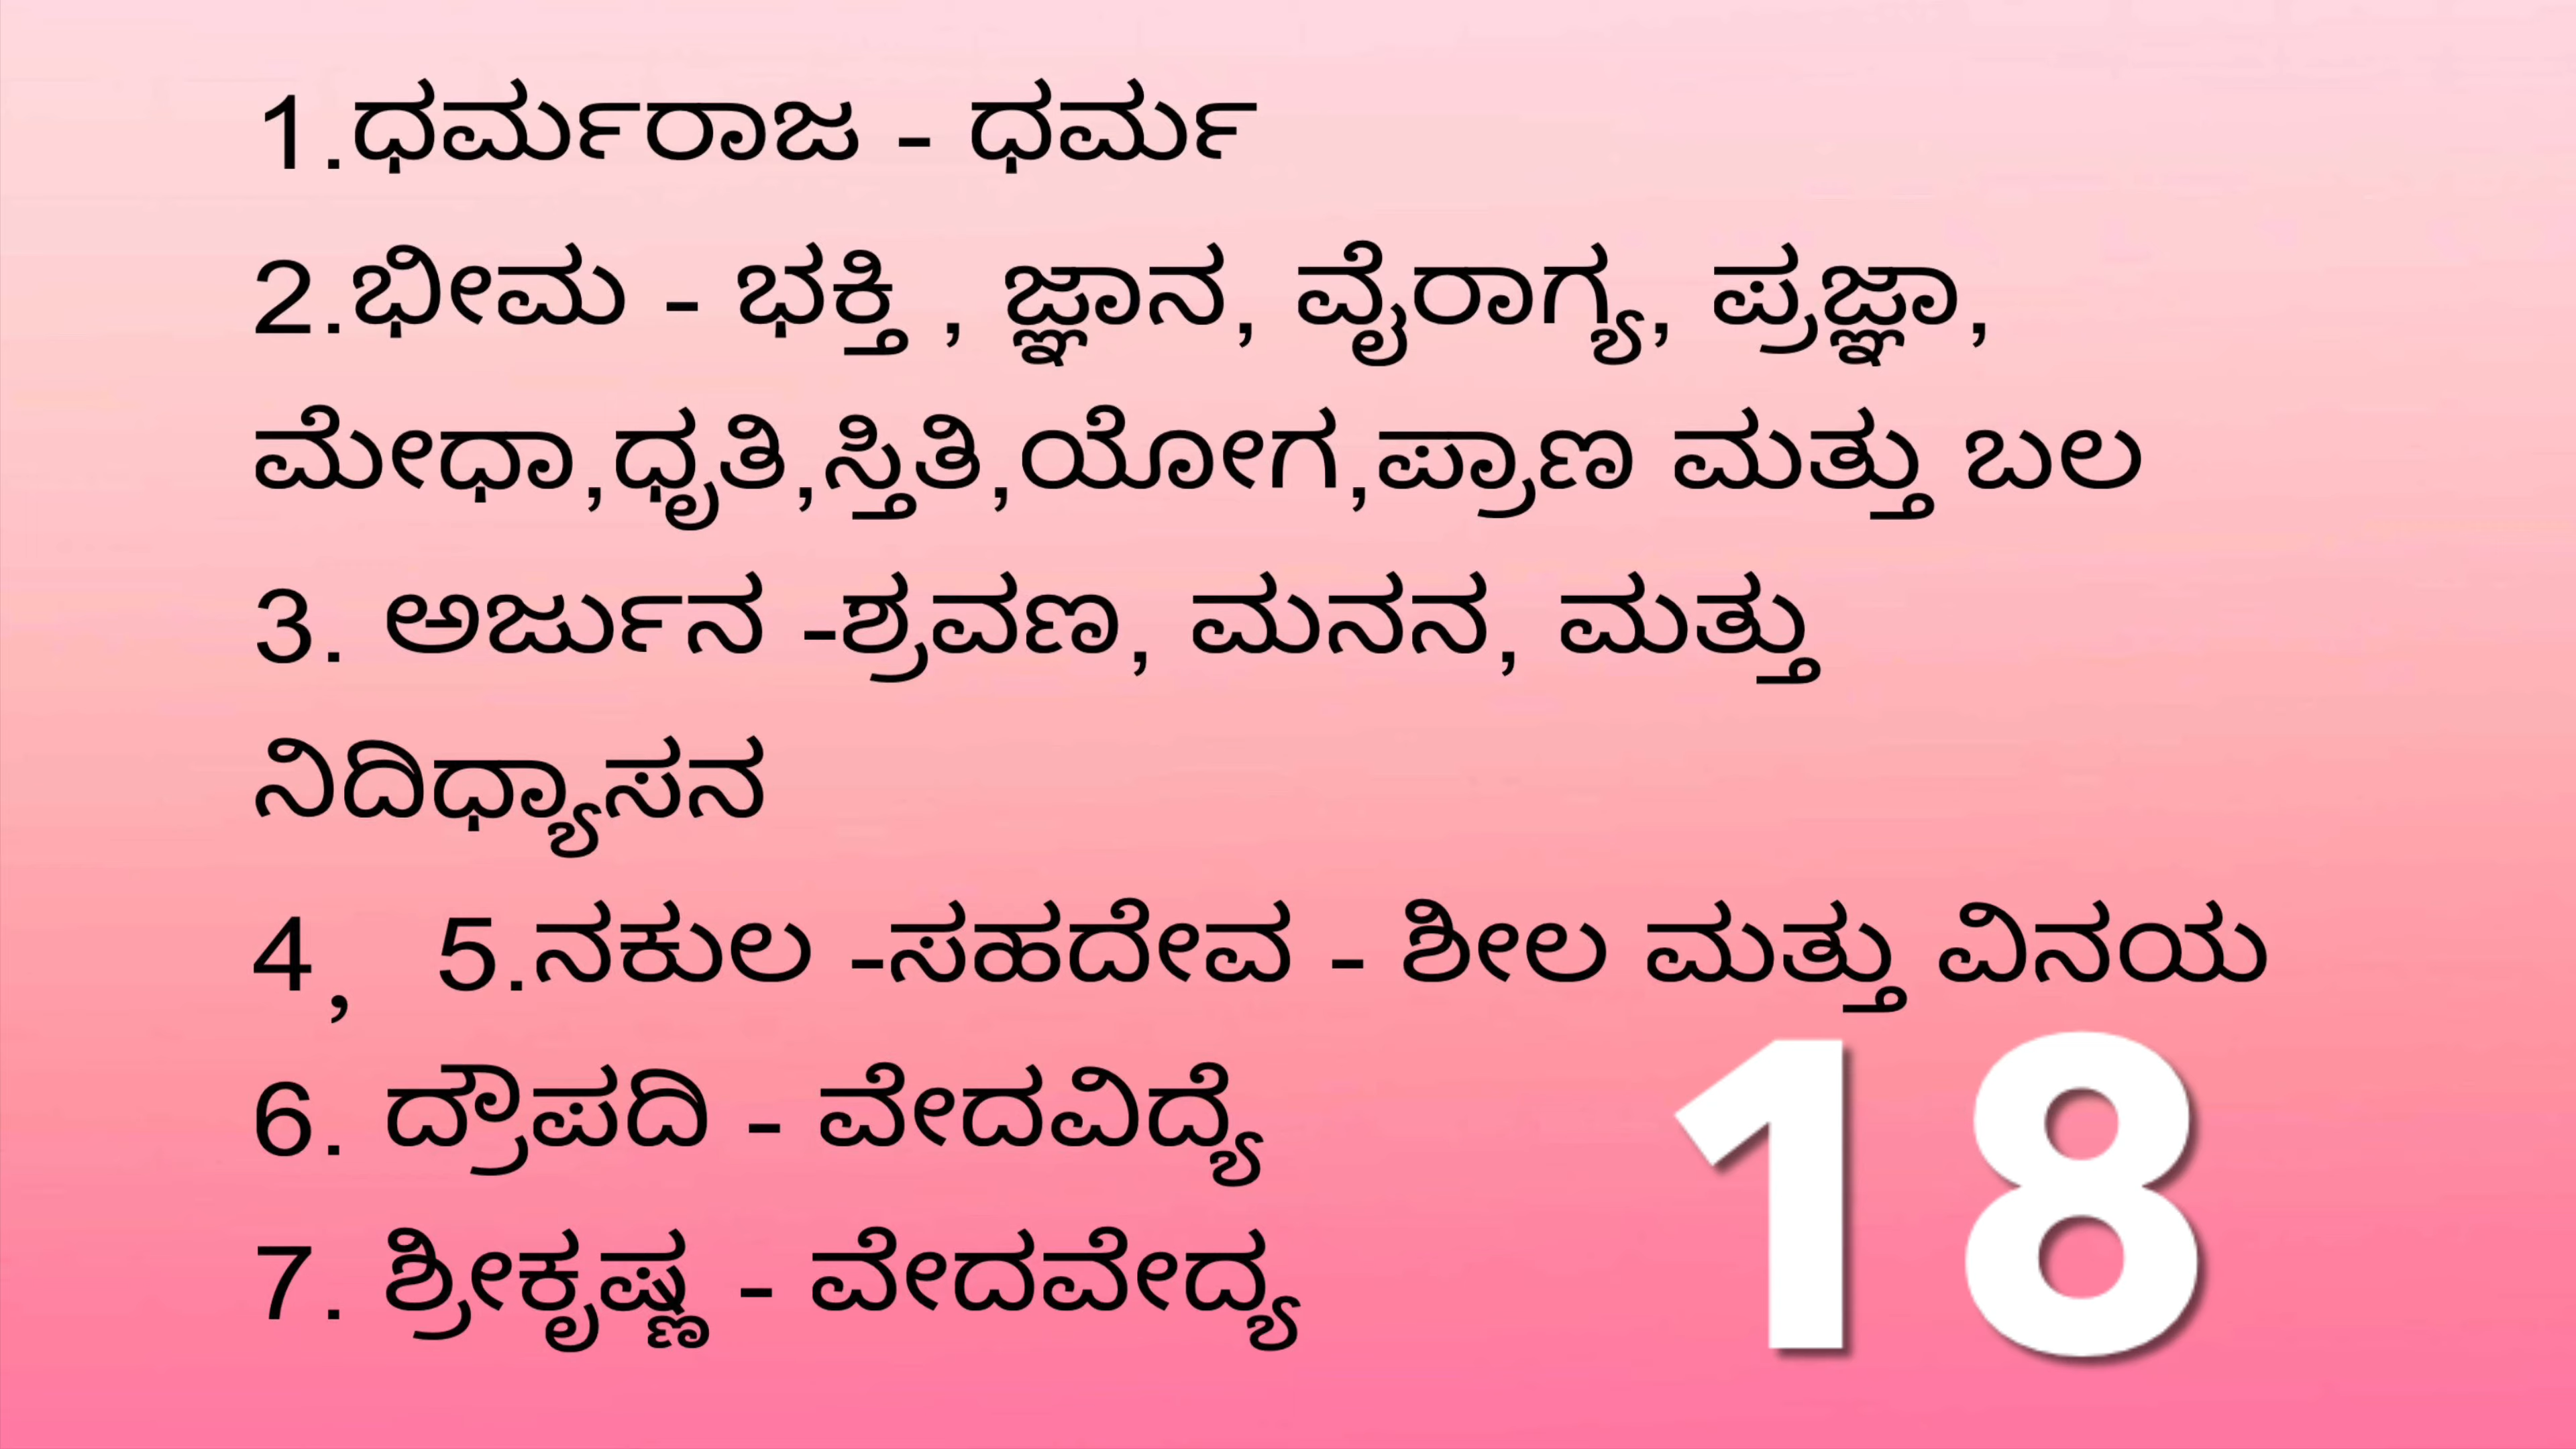 1.ಧರ್ಮರಾಜ - ಧರ್ಮ
2.ಭೀಮ - ಭಕ್ತಿ , ಜ್ಞಾನ, ವೈರಾಗ್ಯ, ಪ್ರಜ್ಞಾ,
ಮೇಧಾ,ಧೃತಿ,ಸ್ತಿತಿ,ಯೋಗ,ಪ್ರಾಣ ಮತ್ತು ಬಲ
3. ಅರ್ಜುನ -ಶ್ರವಣ, ಮನನ, ಮತ್ತು
ನಿದಿಧ್ಯಾಸನ
4, 5.ನಕುಲ -ಸಹದೇವ - ಶೀಲ ಮತ್ತು ವಿನಯ
6. ದ್ರೌಪದಿ - ವೇದವಿದ್ಯೆ
7. ಶ್ರೀಕೃಷ್ಣ - ವೇದವೇದ್ಯ
18